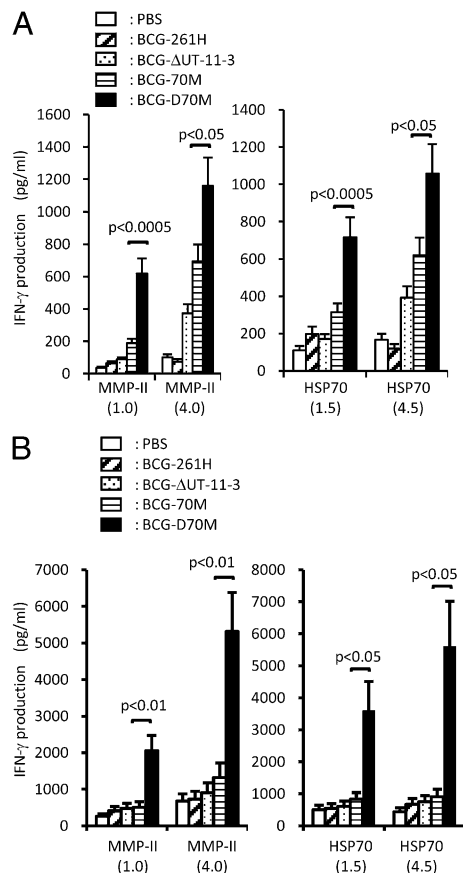 A
: PBS
: BCG-261H
: BCG-ΔUT-11-3
: BCG-70M
: BCG-D70M
IFN-γ production (pg/ml)
1600
1400
1200
1000
800
600
400
200
0
p<0.0005
p<0.05
MMP-II
(1.0)
MMP-II
(4.0)
1400
1200
1000
800
600
400
200
0
p<0.0005
p<0.05
HSP70
(1.5)
HSP70
(4.5)
B
: PBS
: BCG-261H
: BCG-ΔUT-11-3
: BCG-70M
: BCG-D70M
IFN-γ production (pg/ml)
7000
6000
5000
4000
3000
2000
1000
0
p<0.01
p<0.01
MMP-II
(1.0)
MMP-II
(4.0)
8000
7000
6000
5000
4000
3000
2000
1000
0
p<0.05
p<0.05
HSP70
(1.5)
HSP70
(4.5)